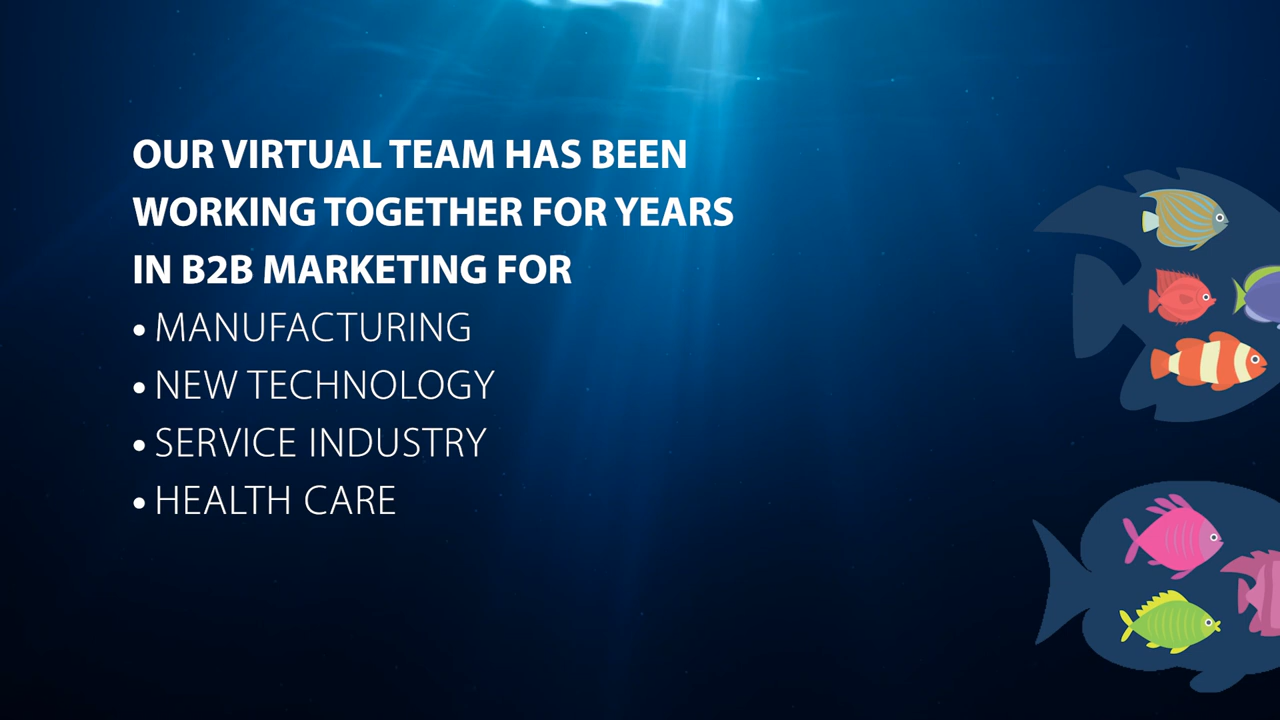 OUR VIRTUAL TEAM HAS BEEN
WORKING TOGETHER FOR YEARS
IN B2B MARKETING FOR
• MANUFACTURING
• NEW TECHNOLOGY
• SERVICE INDUSTRY
• HEALTH CARE